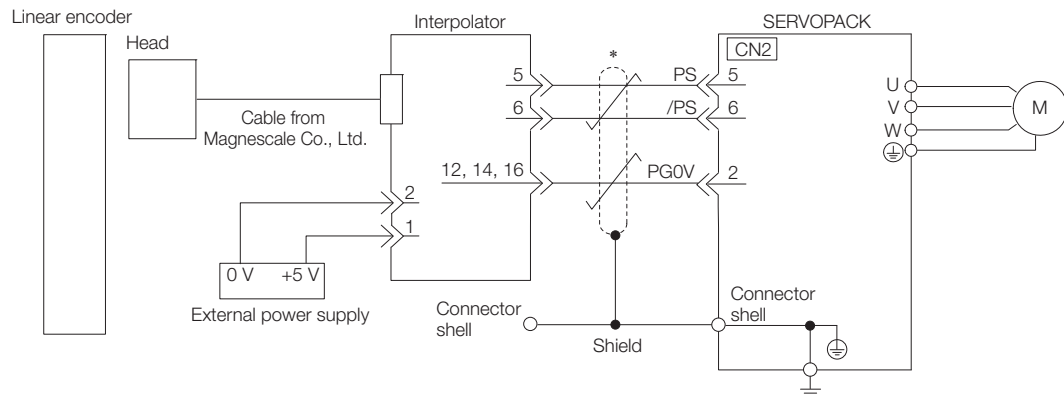 Linear encoder
Head
Interpolator
SERVOPACK
*
CN2
5
PS
5
6
/PS
6
Cable from
Magnescale Co., Ltd.
12, 14, 16
PG0V
2
2
1
0 V
+5 V
External power supply
Connector
shell
Shield
Connector
shell
U
V
W
M